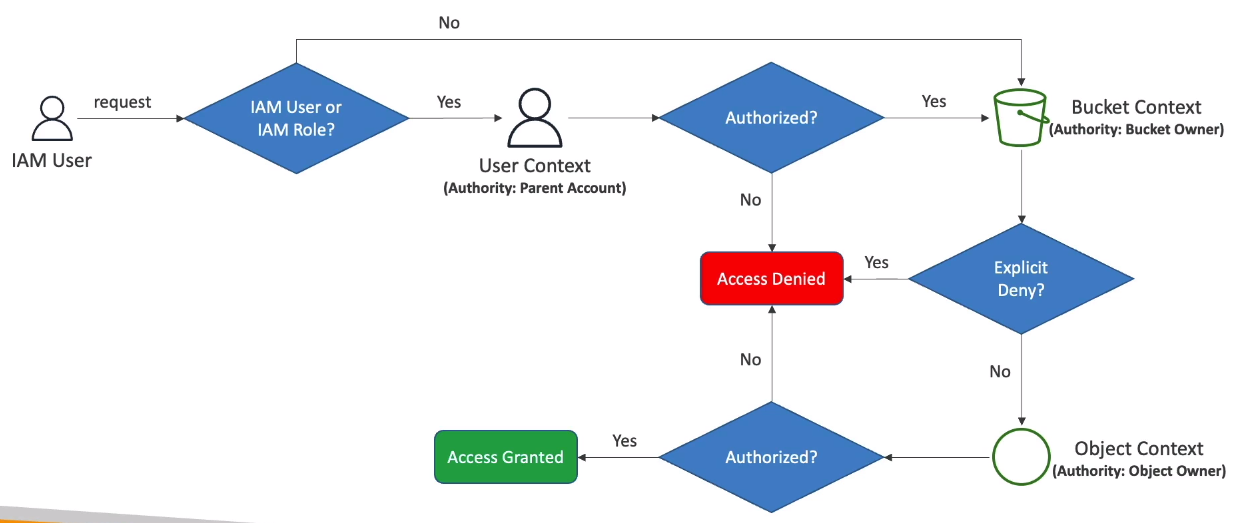 No
request
IAM User or
IAM Role?
Yes
Authorized?
Yes
Bucket Context
(Authority: Bucket Owner)
IAM User
User Context
(Authority: Parent Account)
No
Access Denied
Yes
Explicit
Deny?
No
No
Access Granted
Yes
Authorized?
Object Context
(Authority: Object Owner)